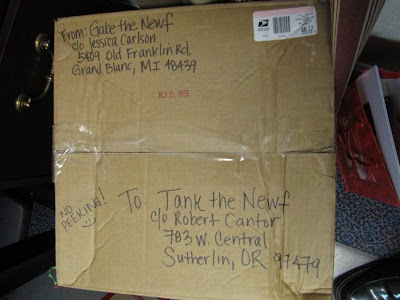 From: Gabe the Newf
c/o Jessica Carlson
5409 Old Franklin Rd.
Grand Blanc, MI 48439
NO
PEEKING!
To: Tank the Newf
c/o Robert Cantor
783 W. Central
Sutherlin, OR 97479